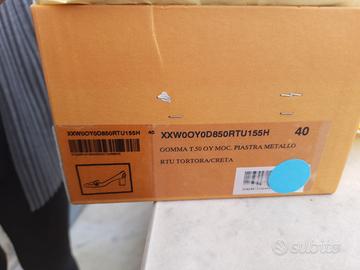 XXW0OY0D850RTU155H 40
XXW0OY0D850RTU155H 40
GOMMA T.50 OY MOC. PIASTRA METALLO
RTU TORTORA/CRETA
subito